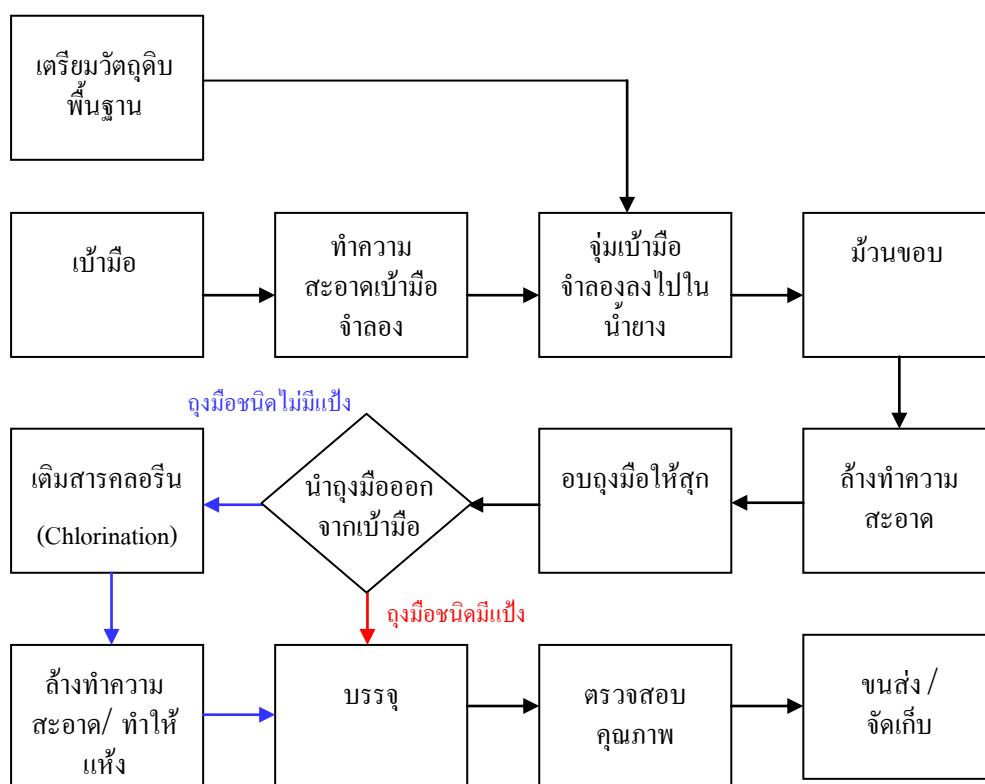 เตรียมวัตถุดิบ
พื้นฐาน
เบ้ามือ
ทำความ
สะอาดเบ้ามือ
จำลอง
จุ่มเบ้ามือ
จำลองลงไปใน
น้ำยาง
ม้วนขอบ
ถุงมือชนิดไม่มีแป้ง
เติมสารคลอรีน
(Chlorination)
นำถุงมือออก
จากเบ้ามือ
อบถุงมือให้สุก
ล้างทำความ
สะอาด
ถุงมือชนิดมีแป้ง
ล้างทำความ
สะอาด/ ทำให้
แห้ง
บรรจุ
ตรวจสอบ
คุณภาพ
ขนส่ง /
จัดเก็บ